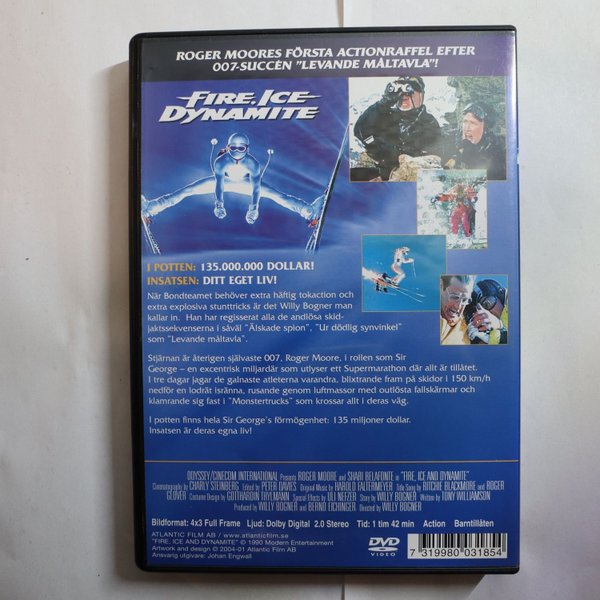 ROGER MOORES FÖRSTA ACTIONRAFFEL EFTER
007-SUCCÉN "LEVANDE MÅLTAVLA"!
FIRE, ICE
DYNAMITE
I POTTEN: 135.000.000 DOLLAR!
INSATSEN: DITT EGET LIV!
När Bondteamet behöver extra häftig tokaction och
extra explosiva stunttricks är det Willy Bogner man
kallar in. Han har regisserat alla de andlösa skid-
jaktssekvenserna i såväl "Älskade spion", "Ur dödlig synvinkel"
som "Levande måltavla".
Stjärnan är återigen självaste 007, Roger Moore, i rollen som Sir
George – en excentrisk miljardär som utlyser ett Supermarathon där allt är tillåtet.
I tre dagar jagar de galnaste atleterna varandra, blixtrande fram på skidor i 150 km/h
nedför en lodrät isränna, rusande genom luftmassor med outlösta fallskärmar och
klamrande sig fast i "Monstertrucks" som krossar allt i deras väg.
I potten finns hela Sir George's förmögenhet: 135 miljoner dollar.
Insatsen är deras egna liv!
ODYSSEY/CINECOM INTERNATIONAL Presents ROGER MOORE and SHARI BELAFONTE in "FIRE, ICE AND DYNAMITE"
Cinematography by CHARLY STEINBERG Edited by PETER DAVIES Original Music by HAROLD FALTERMEYER Title Song by RITCHIE BLACKMORE and ROGER
GLOVER Costume Design by GOTTHARDIN THYLMANN Special Effects by ULI NEFZER Story by WILLY BOGNER Written by TONY WILLIAMSON
Produced by WILLY BOGNER and BERND EICHINGER Directed by WILLY BOGNER
Bildformat: 4x3 Full Frame Ljud: Dolby Digital 2.0 Stereo Tid: 1 tim 42 min Action Barntillåten
ATLANTIC FILM AB / www.atlanticfilm.se
"FIRE, ICE AND DYNAMITE" © 1990 Modern Entertainment
Artwork and design © 2004-01 Atlantic Film AB
Ansvarig utgivare: Johan Engwall
DVD
VIDEO
7 319980 031854